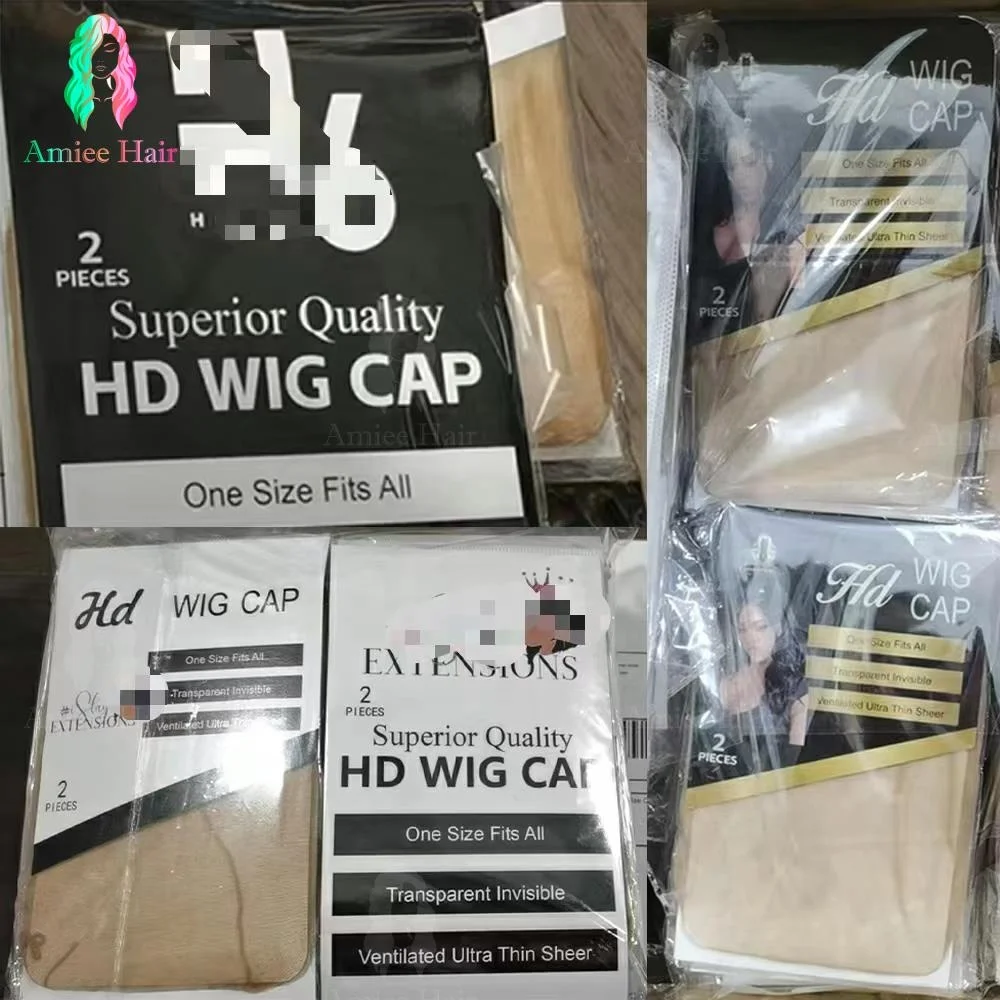 Amiee Hair
H
6
2
PIECES
Superior Quality
HD WIG CAP
One Size Fits All
Amiee Hair
Hd WIG
CAP
One Size Fits All
Transparent Invisible
Ventilated Ultra Thin Sheer
2
PIECES
Hd WIG CAP
One Size Fits All
Transparent Invisible
Ventilated Ultra Thin Sheer
EXTENSIONS
2
PIECES
EXTENSIONS
2
PIECES
Superior Quality
HD WIG CAP
One Size Fits All
Transparent Invisible
Ventilated Ultra Thin Sheer
Hd WIG
CAP
One Size Fits All
Transparent Invisible
Ventilated Ultra Thin Sheer
2
PIECES